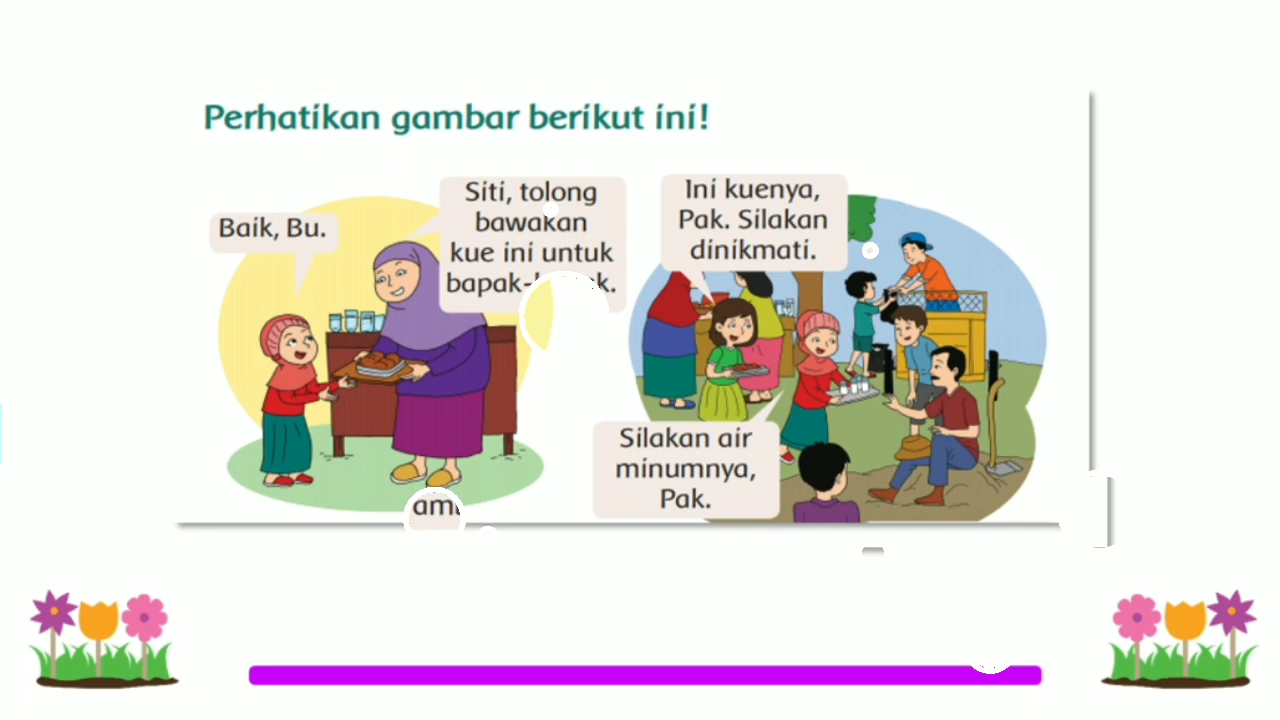 Perhatikan gambar berikut ini!
Baik, Bu.
Siti, tolong
bawakan
kue ini untuk
Ini kuenya,
Pak. Silakan
dinikmati.
Silakan air
minumnya,
Pak.